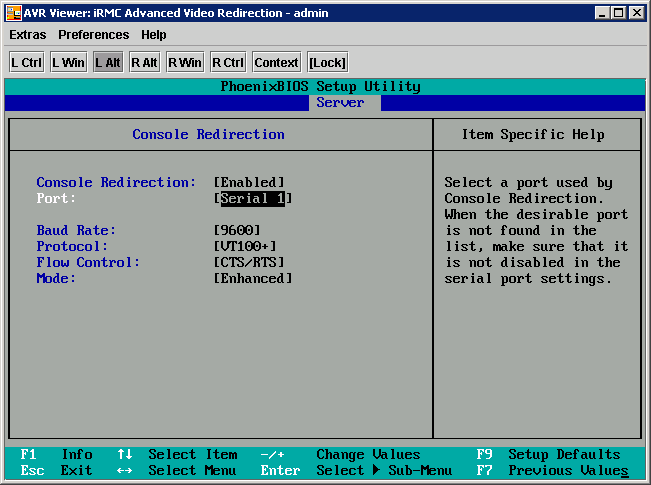 AVR Viewer: iRMC Advanced Video Redirection - admin
Extras Preferences Help
L Ctrl L Win L Alt R Alt R Win R Ctrl Context [Lock]
PhoenixBIOS Setup Utility
Server
Console Redirection
Item Specific Help
Console Redirection: [Enabled]
Port: [Serial 1]
Baud Rate: [9600]
Protocol: [VT100+]
Flow Control: [CTS/RTS]
Mode: [Enhanced]
Select a port used by
Console Redirection.
When the desirable port
is not found in the
list, make sure that it
is not disabled in the
serial port settings.
F1 Info ↑↓ Select Item -/+ Change Values F9 Setup Defaults
Esc Exit ↔ Select Menu Enter Select ▶ Sub-Menu F7 Previous Values